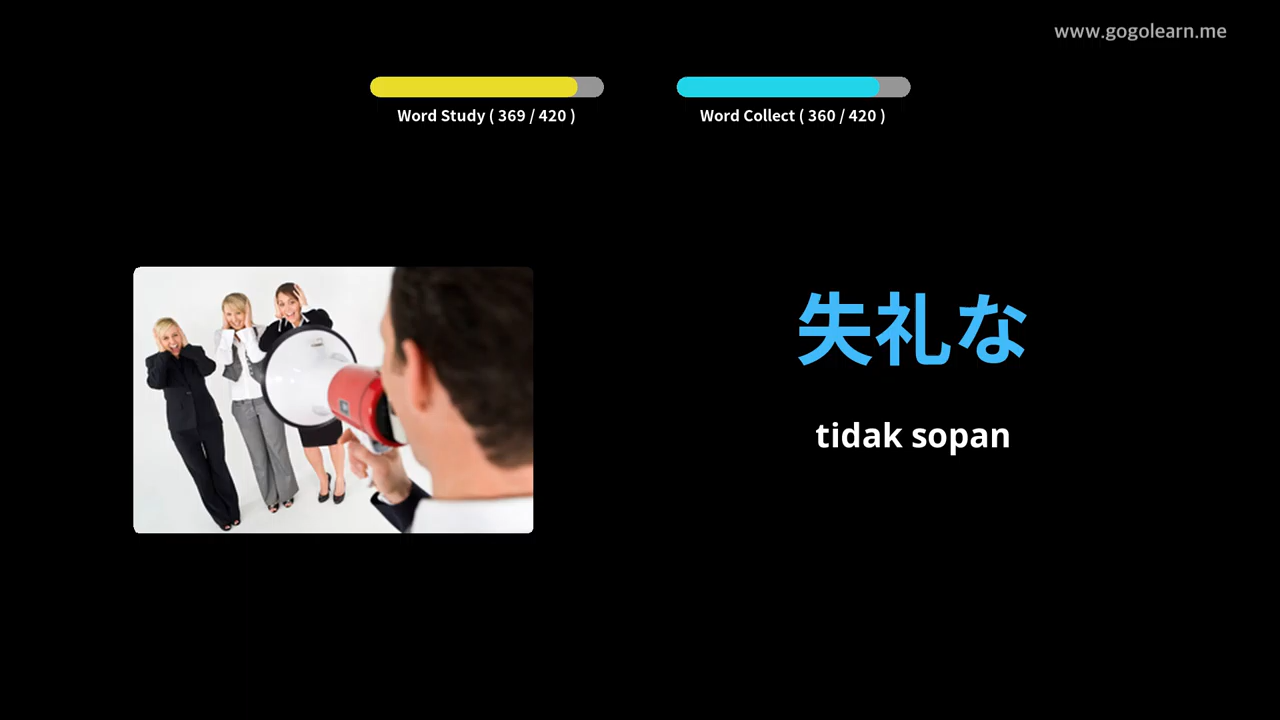 www.gogolearn.me
Word Study ( 369 / 420 )
Word Collect ( 360 / 420 )
失礼な
tidak sopan